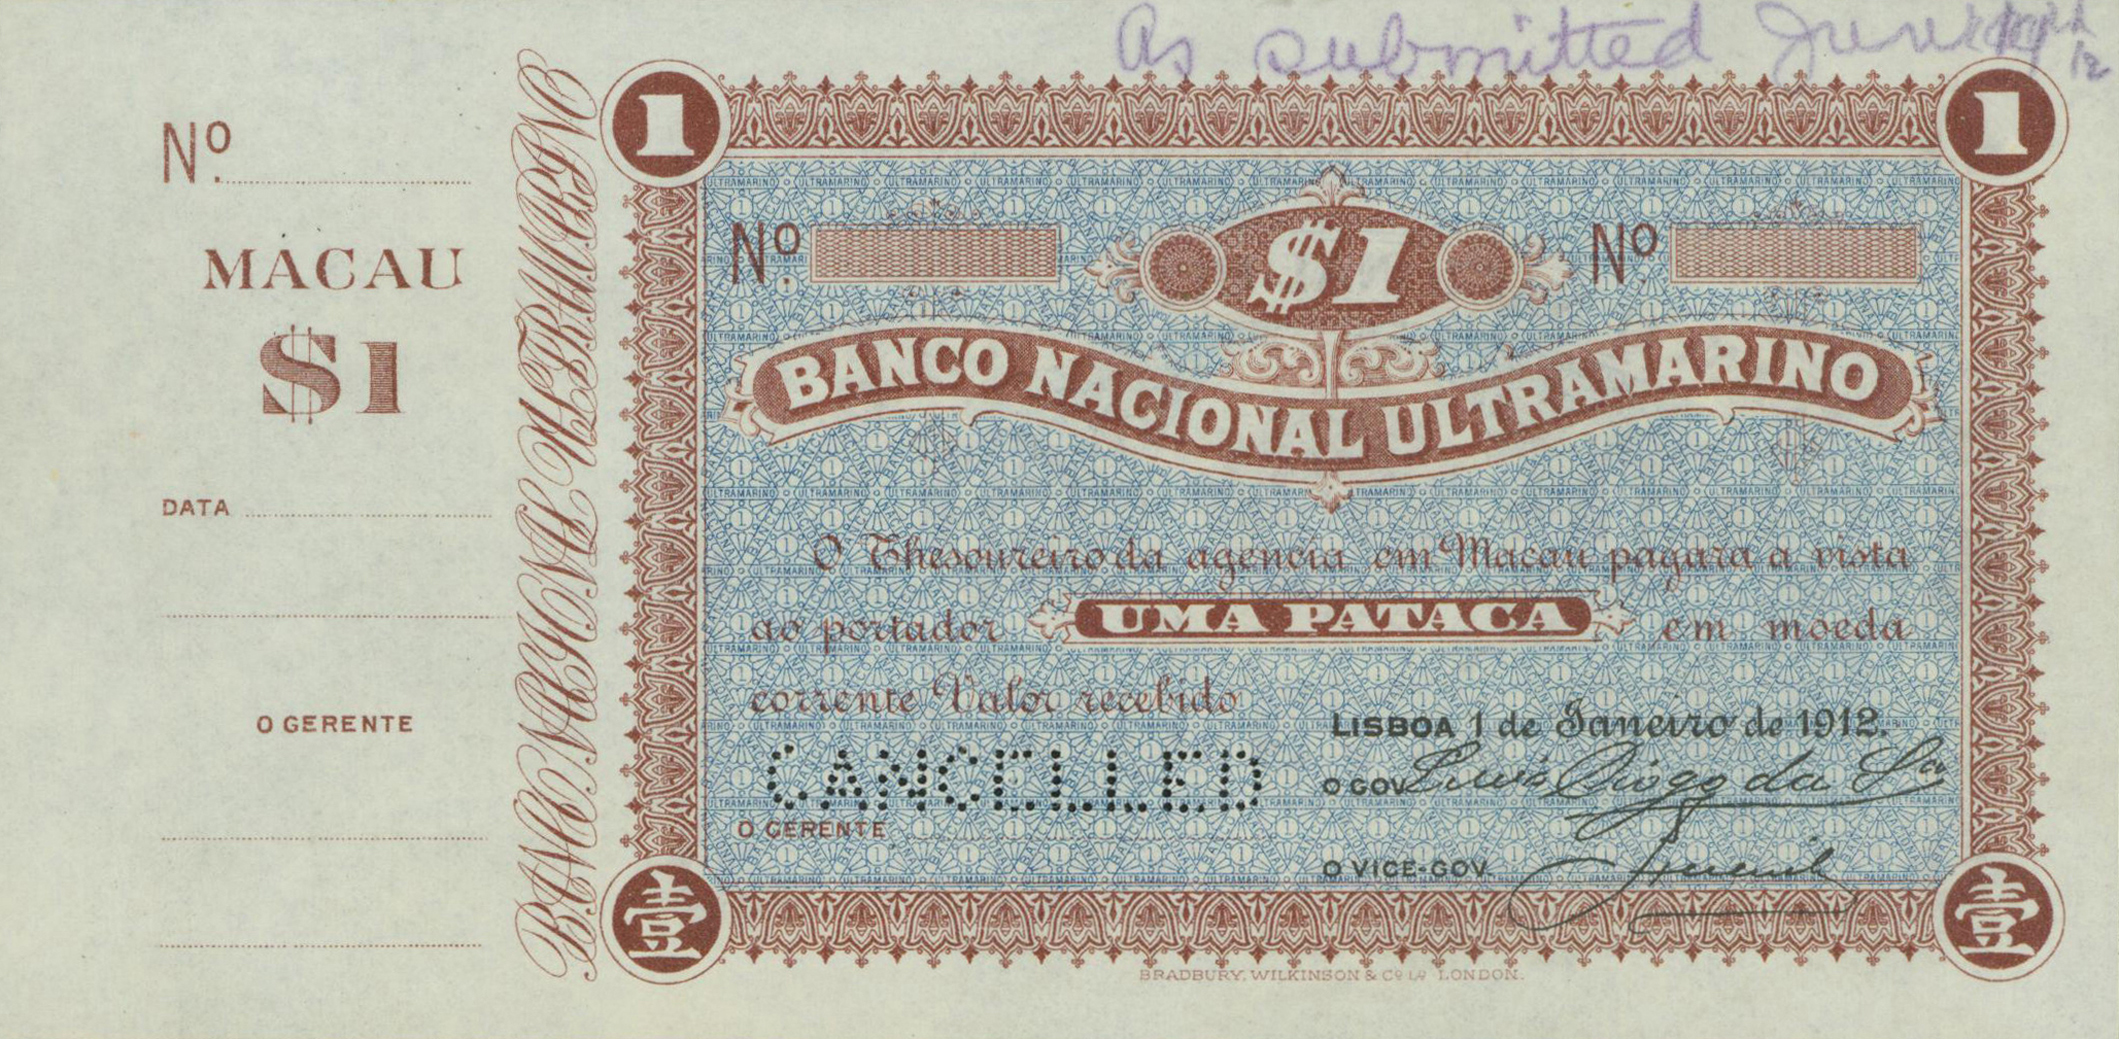 As submitted
Nº
MACAU
$1
DATA
O GERENTE
BANCO NACIONAL ULTRAMARINO
1
1
Nº
$1
Nº
BANCO NACIONAL ULTRAMARINO
O Thesoureiro da agencia em Macau pagara a vista
ao portador UMA PATACA em moeda
corrente Valor recebido
LISBOA 1 de Janeiro de 1912.
CANCELLED
O GOV
O GERENTE
O VICE-GOV.
壹
壹
BRADBURY, WILKINSON & Cº Lᴰ LONDON.